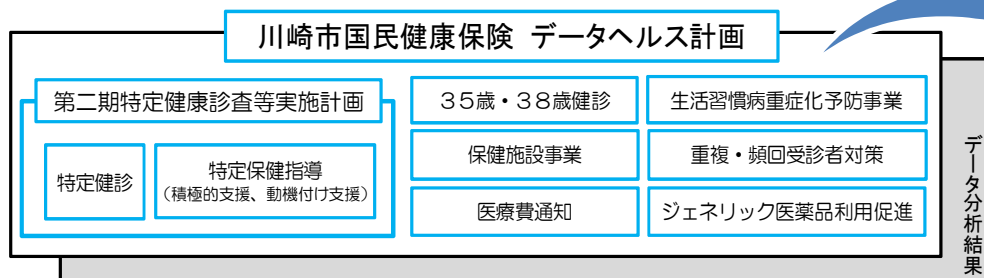 川崎市国民健康保険 データヘルス計画
第二期特定健康診査等実施計画
特定健診
特定保健指導
（積極的支援、動機付け支援）
３５歳・３８歳健診
生活習慣病重症化予防事業
保健施設事業
重複・頻回受診者対策
医療費通知
ジェネリック医薬品利用促進
データ分析結果